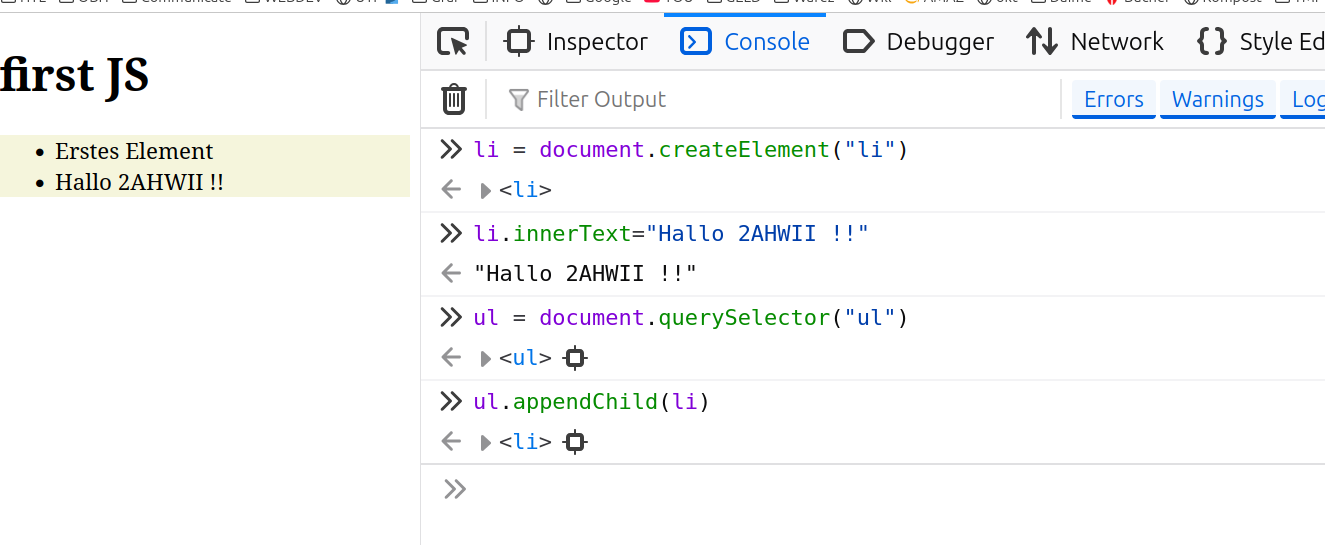 first JS
Erstes Element
Hallo 2AHWII !!
Inspector Console Debugger Network Style Ed
Filter Output Errors Warnings Log
li = document.createElement("li")
<li>
li.innerText="Hallo 2AHWII !!"
"Hallo 2AHWII !!"
ul = document.querySelector("ul")
<ul>
ul.appendChild(li)
<li>